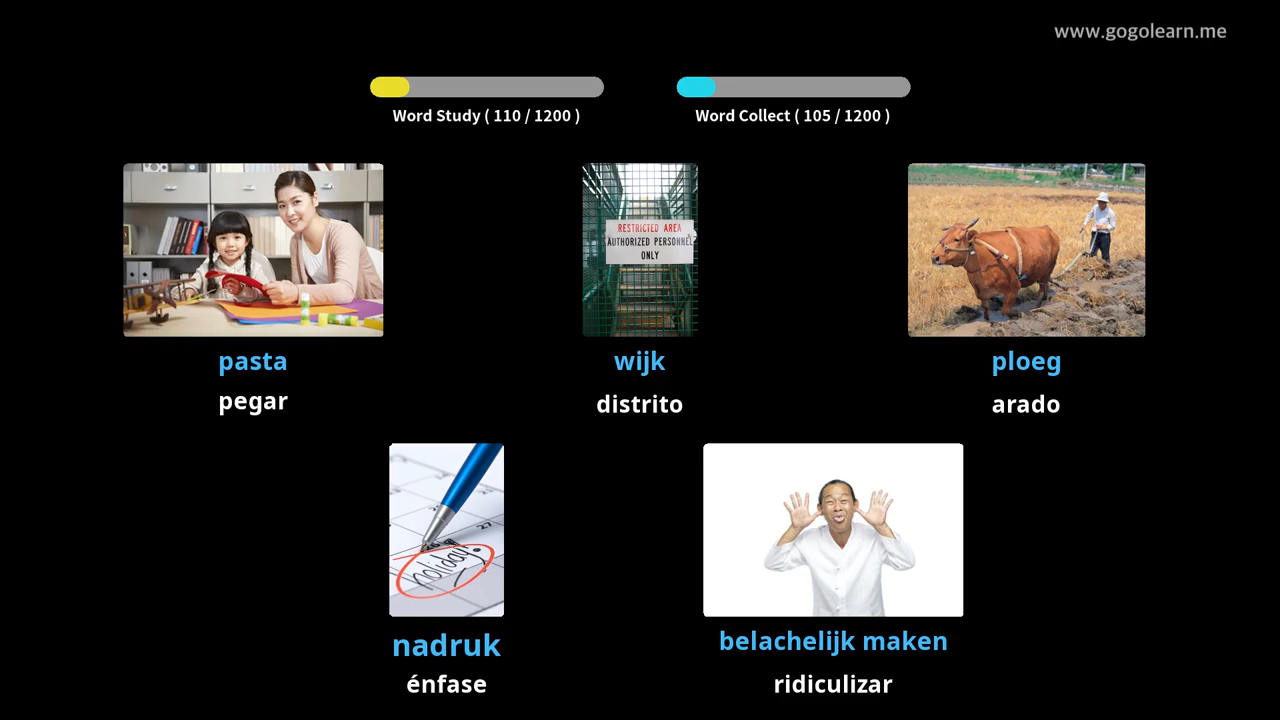 www.gogolearn.me
Word Study ( 110 / 1200 )
Word Collect ( 105 / 1200 )
RESTRICTED AREA
AUTHORIZED PERSONNEL
ONLY
pasta
pegar
wijk
distrito
ploeg
arado
27
holiday
nadruk
énfase
belachelijk maken
ridiculizar